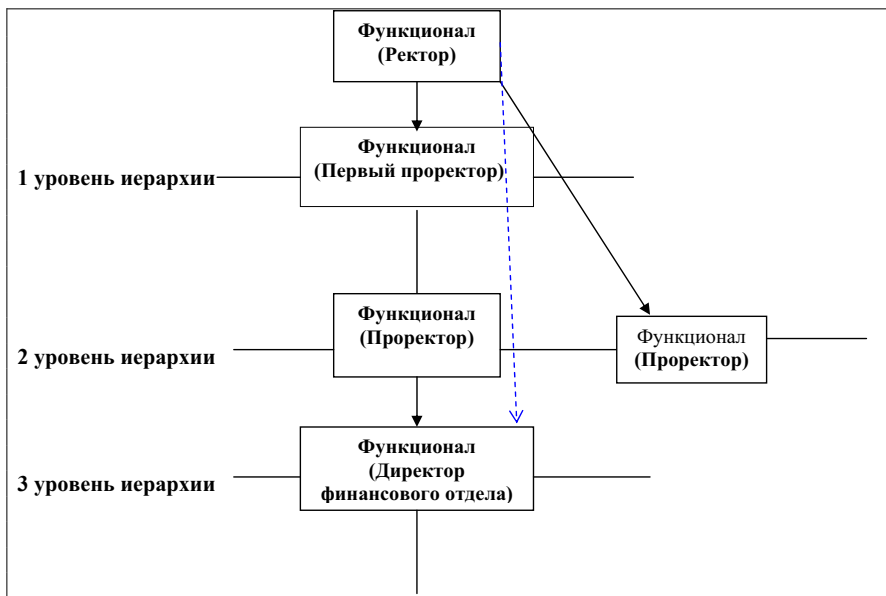 Функционал
(Ректор)
Функционал
(Первый проректор)
1 уровень иерархии
Функционал
(Проректор)
Функционал
(Проректор)
2 уровень иерархии
Функционал
(Директор
финансового отдела)
3 уровень иерархии